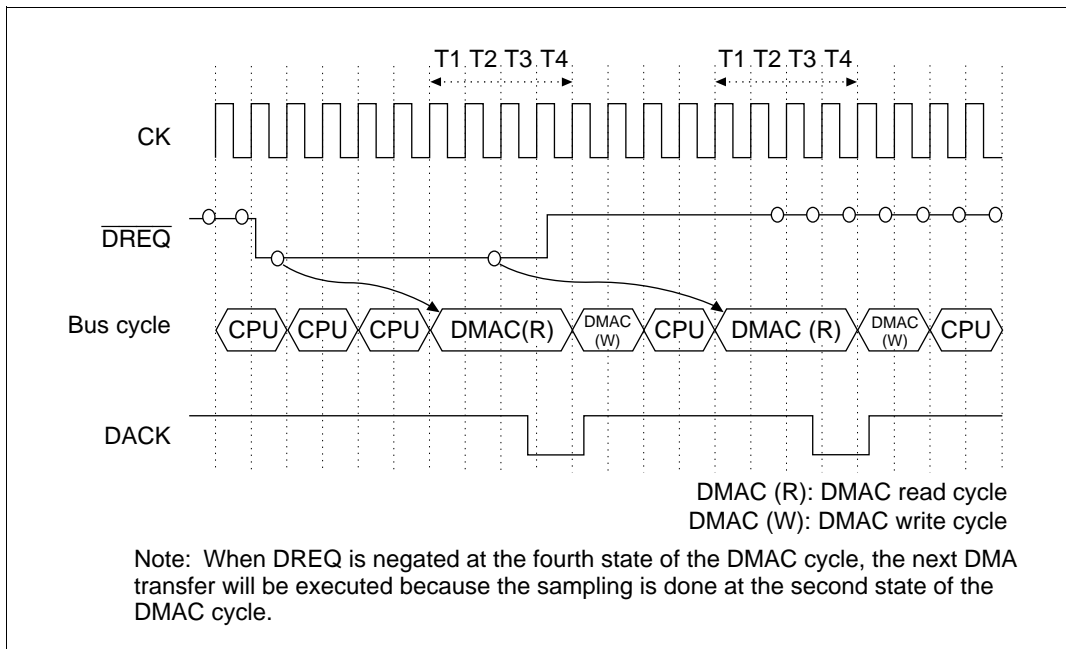 T1 T2 T3 T4 T1 T2 T3 T4
CK
DREQ
Bus cycle CPU CPU CPU DMAC(R) DMAC (W) CPU DMAC (R) DMAC (W) CPU
DACK
DMAC (R): DMAC read cycle
DMAC (W): DMAC write cycle
Note: When DREQ is negated at the fourth state of the DMAC cycle, the next DMA
transfer will be executed because the sampling is done at the second state of the
DMAC cycle.